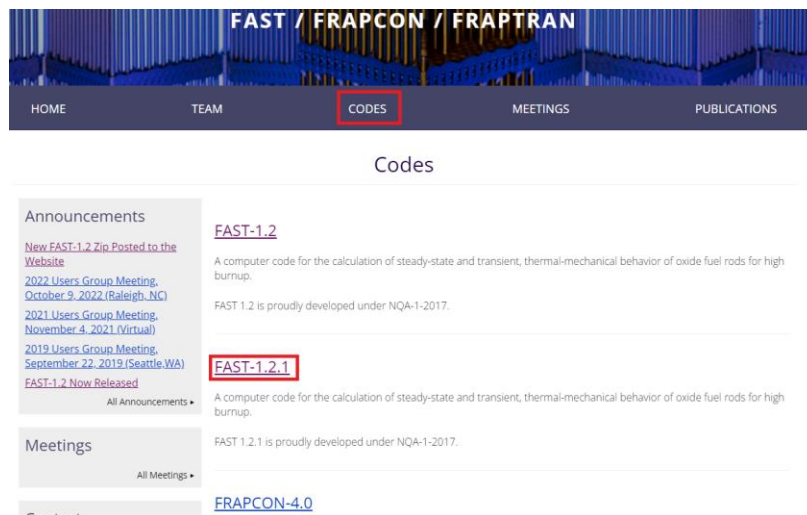 FAST / FRAPCON / FRAPTRAN
HOME
TEAM
CODES
MEETINGS
PUBLICATIONS
Codes
Announcements
New FAST-1.2 Zip Posted to the
Website
2022 Users Group Meeting,
October 9, 2022 (Raleigh, NC)
2021 Users Group Meeting,
November 4, 2021 (Virtual)
2019 Users Group Meeting,
September 22, 2019 (Seattle,WA)
FAST-1.2 Now Released
All Announcements ▸
Meetings
All Meetings ▸
FAST-1.2
A computer code for the calculation of steady-state and transient, thermal-mechanical behavior of oxide fuel rods for high
burnup.
FAST 1.2 is proudly developed under NQA-1-2017.
FAST-1.2.1
A computer code for the calculation of steady-state and transient, thermal-mechanical behavior of oxide fuel rods for high
burnup.
FAST 1.2.1 is proudly developed under NQA-1-2017.
FRAPCON-4.0